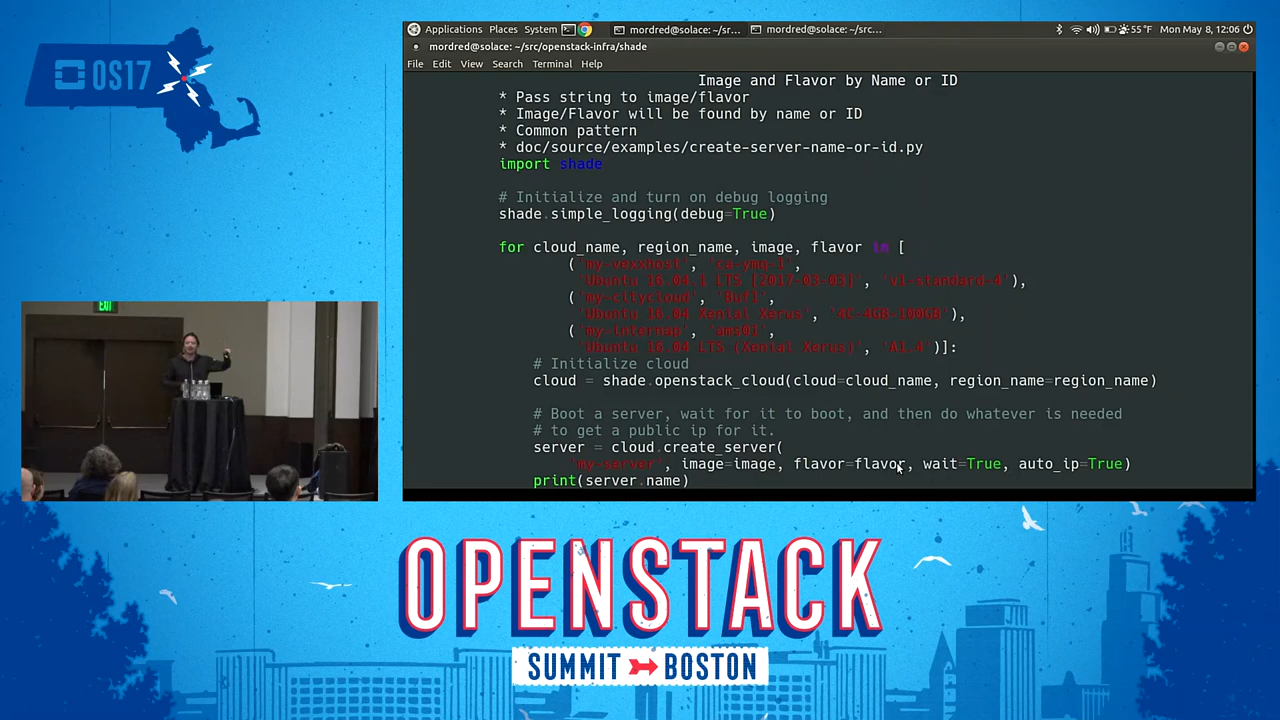 OS17
EXIT
Applications Places System mordred@solace: ~/sr... mordred@solace: ~/src... 55 °F Mon May 8, 12:06
mordred@solace: ~/src/openstack-infra/shade
File Edit View Search Terminal Help
Image and Flavor by Name or ID
* Pass string to image/flavor
* Image/Flavor will be found by name or ID
* Common pattern
* doc/source/examples/create-server-name-or-id.py
import shade
# Initialize and turn on debug logging
shade.simple_logging(debug=True)
for cloud_name, region_name, image, flavor in [
('my-vexxhost', 'ca-ymq-1',
'Ubuntu 16.04.1 LTS [2017-03-03]', 'v1-standard-4'),
('my-citycloud', 'Buf1',
'Ubuntu 16.04 Xenial Xerus', '4C-4GB-100GB'),
('my-internap', 'ams01',
'Ubuntu 16.04 LTS (Xenial Xerus)', 'A1.4')]:
# Initialize cloud
cloud = shade.openstack_cloud(cloud=cloud_name, region_name=region_name)
# Boot a server, wait for it to boot, and then do whatever is needed
# to get a public ip for it.
server = cloud.create_server(
'my-server', image=image, flavor=flavor, wait=True, auto_ip=True)
print(server.name)
OPENSTACK
SUMMIT BOSTON